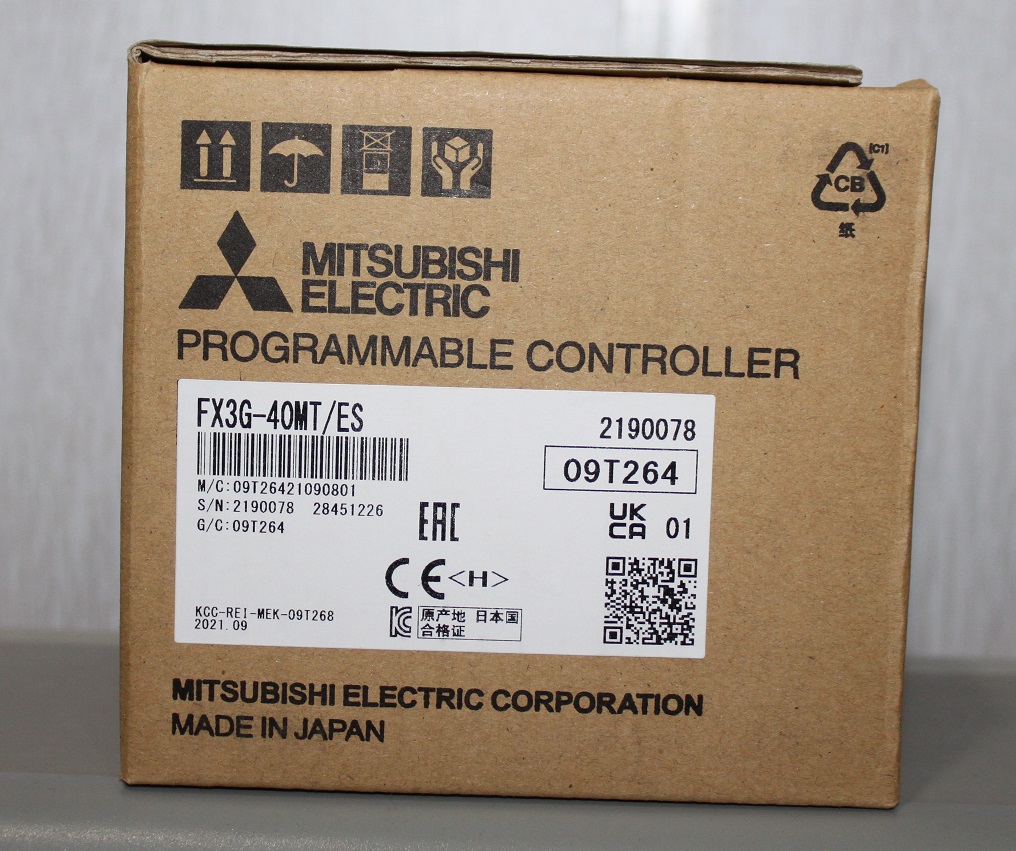 [C1]
CB
纸
MITSUBISHI
ELECTRIC
PROGRAMMABLE CONTROLLER
FX3G-40MT/ES
2190078
09T264
M/C:09T26421090801
S/N:2190078 28451226
G/C:09T264
EAC
UK
CA 01
CE <H>
KCC-REI-MEK-09T268
2021.09
KC
原产地 日本国
合格证
MITSUBISHI ELECTRIC CORPORATION
MADE IN JAPAN